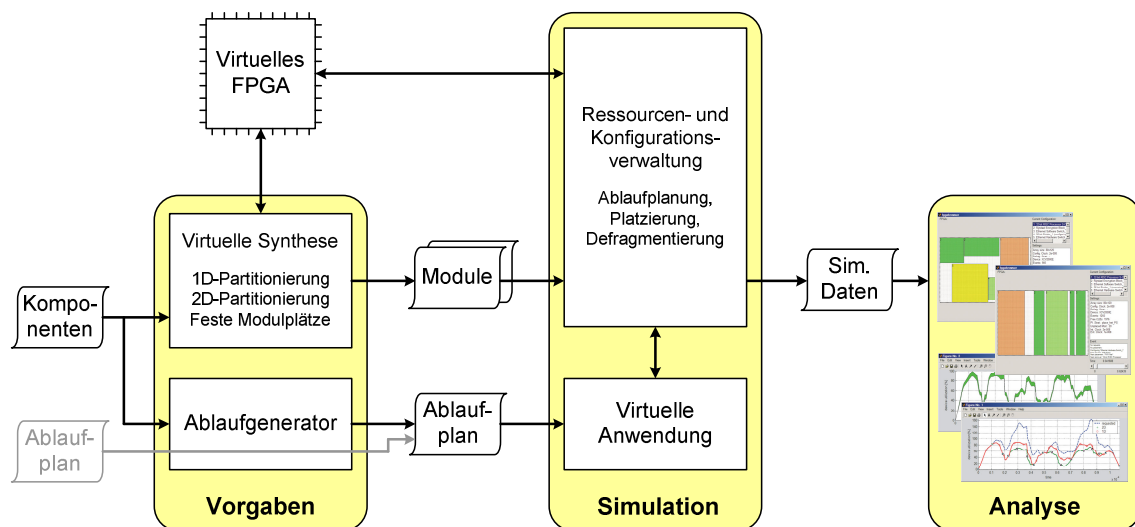 Virtuelles
FPGA
Virtuelle Synthese
1D-Partitionierung
2D-Partitionierung
Feste Modulplätze
Ablaufgenerator
Vorgaben
Kompo-
nenten
Ablauf-
plan
Module
Ablauf-
plan
Ressourcen- und
Konfigurations-
verwaltung
Ablaufplanung,
Platzierung,
Defragmentierung
Virtuelle
Anwendung
Simulation
Sim.
Daten
Analyse